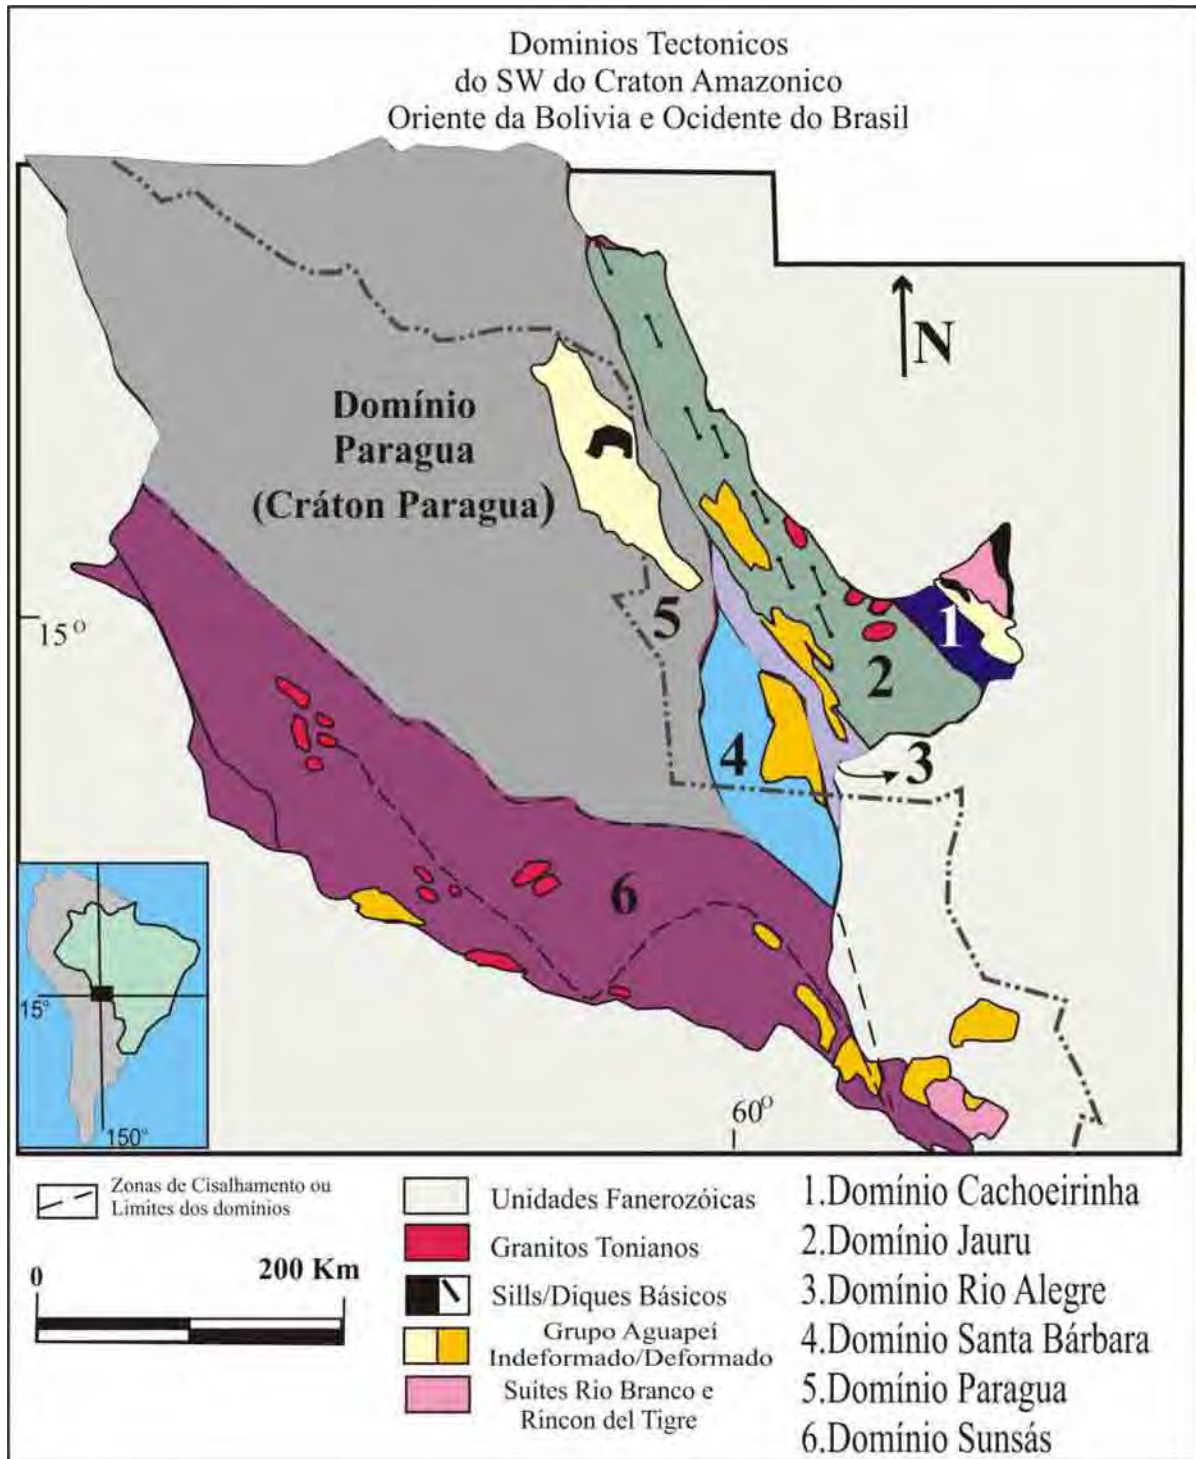 Dominios Tectonicos
do SW do Craton Amazonico
Oriente da Bolivia e Ocidente do Brasil
N
Domínio
Paragua
(Cráton Paragua)
15º
5
1
2
4
3
6
15°
150°
60º
Zonas de Cisalhamento ou
Limites dos domínios
0
200 Km
Unidades Fanerozóicas
Granitos Tonianos
Sills/Diques Básicos
Grupo Aguapeí
Indeformado/Deformado
Suítes Rio Branco e
Rincon del Tigre
1.Domínio Cachoeirinha
2.Domínio Jauru
3.Domínio Rio Alegre
4.Domínio Santa Bárbara
5.Domínio Paragua
6.Domínio Sunsás